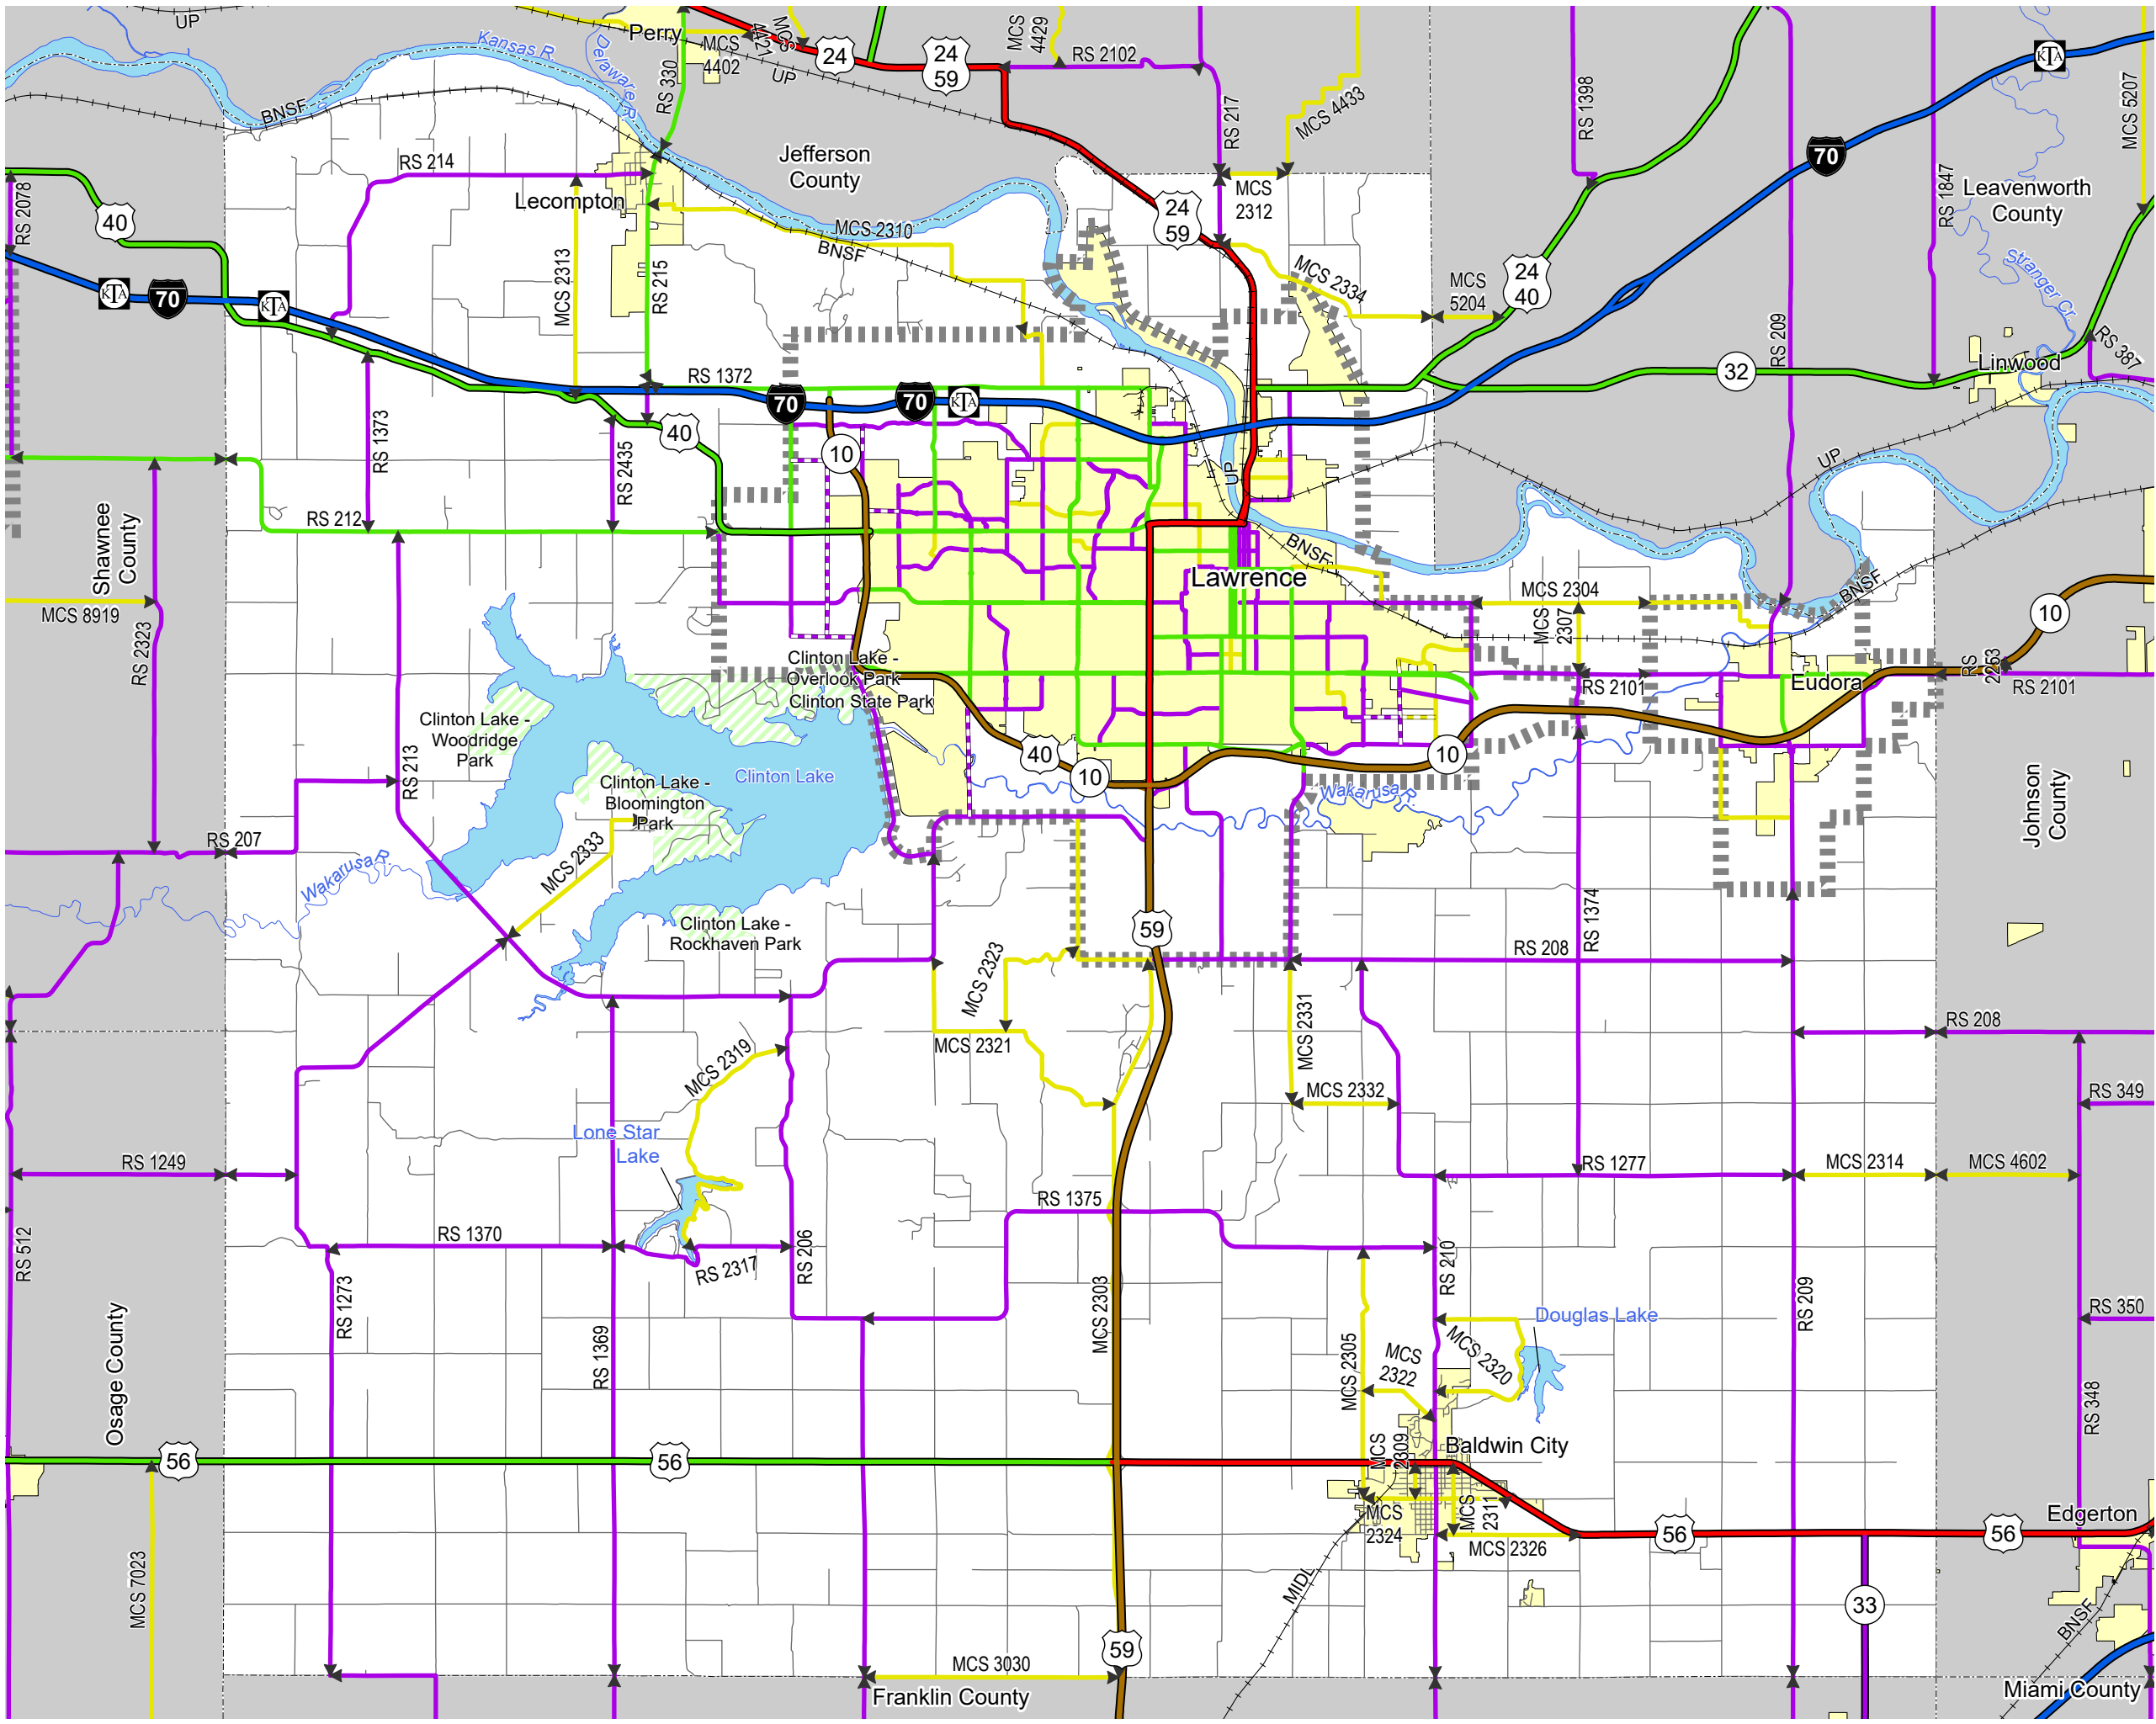 UP
Kansas R.
Delaware R.
Perry
MCS
4402
MCS
4421
UP
24
24
59
MCS
4429
RS 2102
RS 330
BNSF
RS 217
MCS 4433
RS 1398
KTA
MCS 5207
70
RS 2078
40
RS 214
Lecompton
Jefferson
County
MCS
2312
24
59
RS 1847
Leavenworth
County
MCS 2310
BNSF
MCS 2313
RS 215
KTA
70
KTA
MCS 2334
MCS
5204
24
40
Stranger Cr.
RS 209
RS 387
Linwood
32
RS 1372
70
70
KTA
RS 1373
RS 2435
40
10
UP
UP
RS 212
Shawnee
County
MCS 8919
RS 2323
BNSF
Lawrence
MCS 2304
MCS
2307
BNSF
10
RS 2101
Eudora
RS
2253
RS 2101
Clinton Lake -
Overlook Park
Clinton State Park
Clinton Lake -
Woodridge
Park
RS 213
Clinton Lake -
Bloomington
Park
Clinton Lake
40
10
10
Wakarusa R.
Johnson
County
RS 207
MCS 2333
Wakarusa R.
Clinton Lake -
Rockhaven Park
59
RS 1374
RS 208
MCS 2323
MCS 2321
MCS 2331
RS 208
MCS 2319
MCS 2332
RS 349
Lone Star
Lake
RS 1249
RS 1277
MCS 2314
MCS 4602
RS 1375
RS 512
RS 1370
RS 2317
RS 206
RS 210
RS 1273
MCS 2303
RS 209
RS 350
Douglas Lake
Osage County
RS 1369
MCS 2305
MCS
2322
MCS 2320
RS 348
56
56
MCS
2309
Baldwin City
MCS
2324
MCS
2311
MCS 2326
56
56
Edgerton
MCS 7023
MIDL
33
BNSF
59
MCS 3030
Franklin County
Miami County